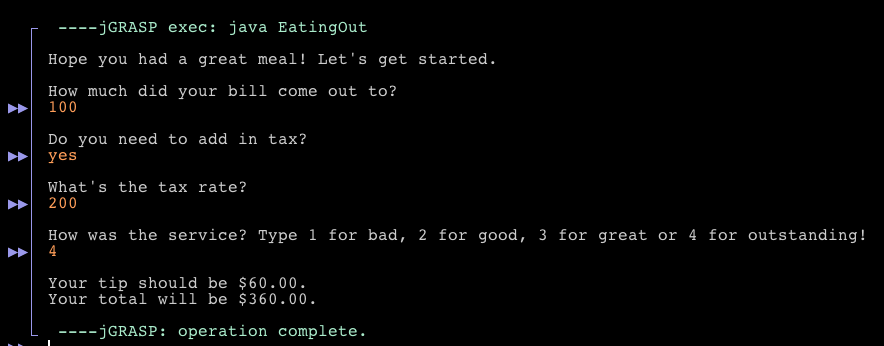 ----jGRASP exec: java EatingOut
Hope you had a great meal! Let's get started.
How much did your bill come out to?
100
Do you need to add in tax?
yes
What's the tax rate?
200
How was the service? Type 1 for bad, 2 for good, 3 for great or 4 for outstanding!
4
Your tip should be $60.00.
Your total will be $360.00.
----jGRASP: operation complete.